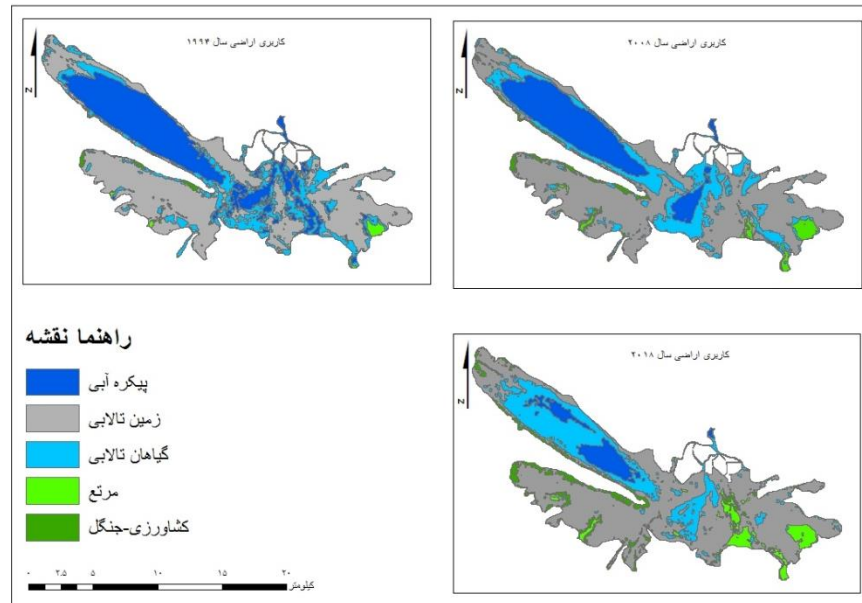 کاربری اراضی سال ۱۹۹۴
کاربری اراضی سال ۲۰۰۸
N
N
کاربری اراضی سال ۲۰۱۸
N
راهنما نقشه
پیکره آبی
زمین تالابی
گیاهان تالابی
مرتع
کشاورزی-جنگل
۰ ۲.۵ ۵ ۱۰ ۱۵ ۲۰
کیلومتر